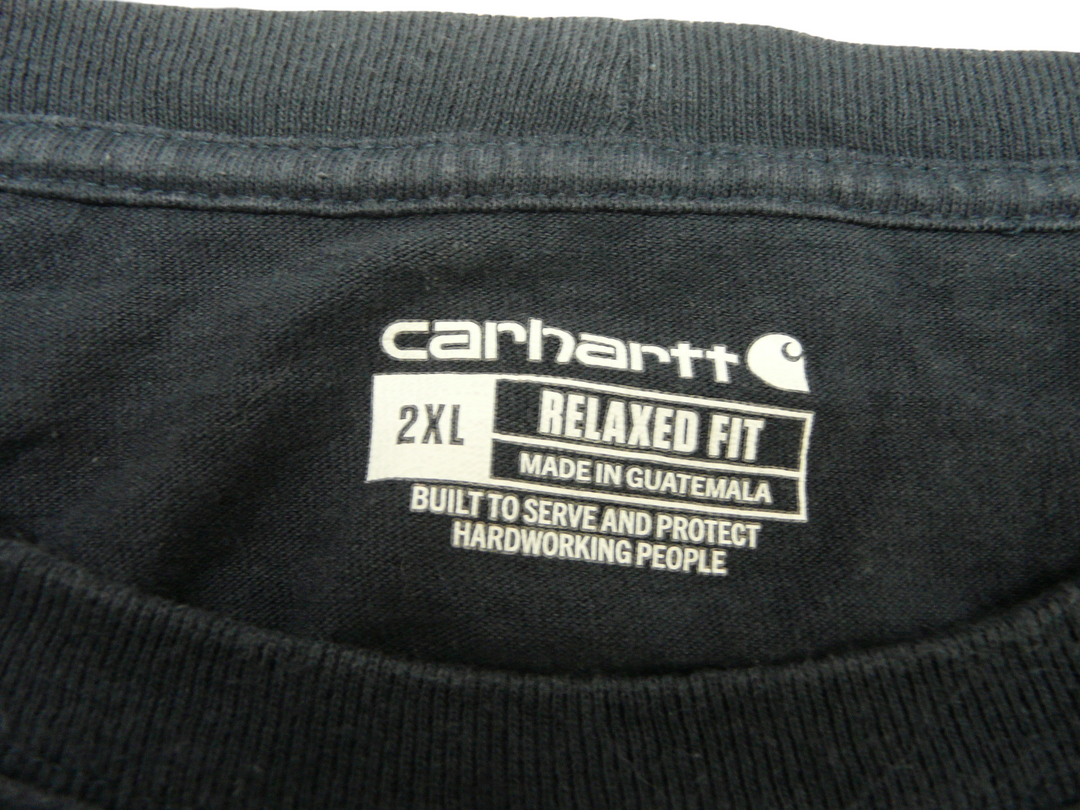 carhartt
2XL
RELAXED FIT
MADE IN GUATEMALA
BUILT TO SERVE AND PROTECT
HARDWORKING PEOPLE